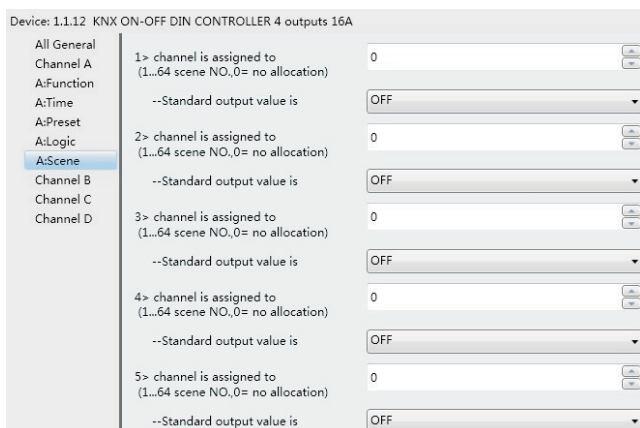 Device: 1.1.12 KNX ON-OFF DIN CONTROLLER 4 outputs 16A
All General
Channel A
A:Function
A:Time
A:Preset
A:Logic
A:Scene
Channel B
Channel C
Channel D
1> channel is assigned to
(1...64 scene NO.,0= no allocation)
0
--Standard output value is
OFF
2> channel is assigned to
(1...64 scene NO.,0= no allocation)
0
--Standard output value is
OFF
3> channel is assigned to
(1...64 scene NO.,0= no allocation)
0
--Standard output value is
OFF
4> channel is assigned to
(1...64 scene NO.,0= no allocation)
0
--Standard output value is
OFF
5> channel is assigned to
(1...64 scene NO.,0= no allocation)
0
--Standard output value is
OFF